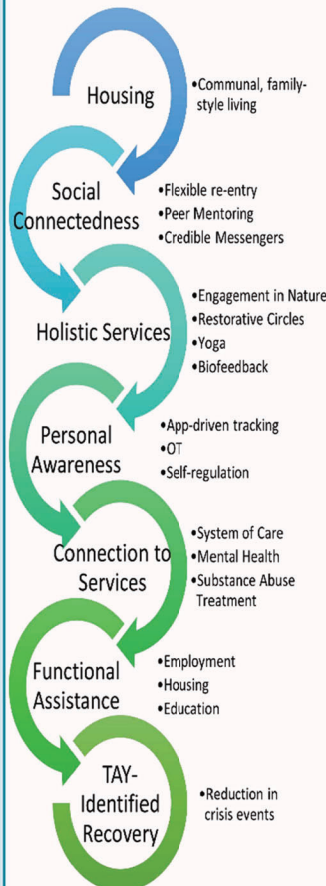 Housing
•Communal, family-
style living
Social
Connectedness
•Flexible re-entry
•Peer Mentoring
•Credible Messengers
Holistic Services
•Engagement in Nature
•Restorative Circles
•Yoga
•Biofeedback
Personal
Awareness
•App-driven tracking
•OT
•Self-regulation
Connection to
Services
•System of Care
•Mental Health
•Substance Abuse
Treatment
Functional
Assistance
•Employment
•Housing
•Education
TAY-
Identified
Recovery
•Reduction in
crisis events